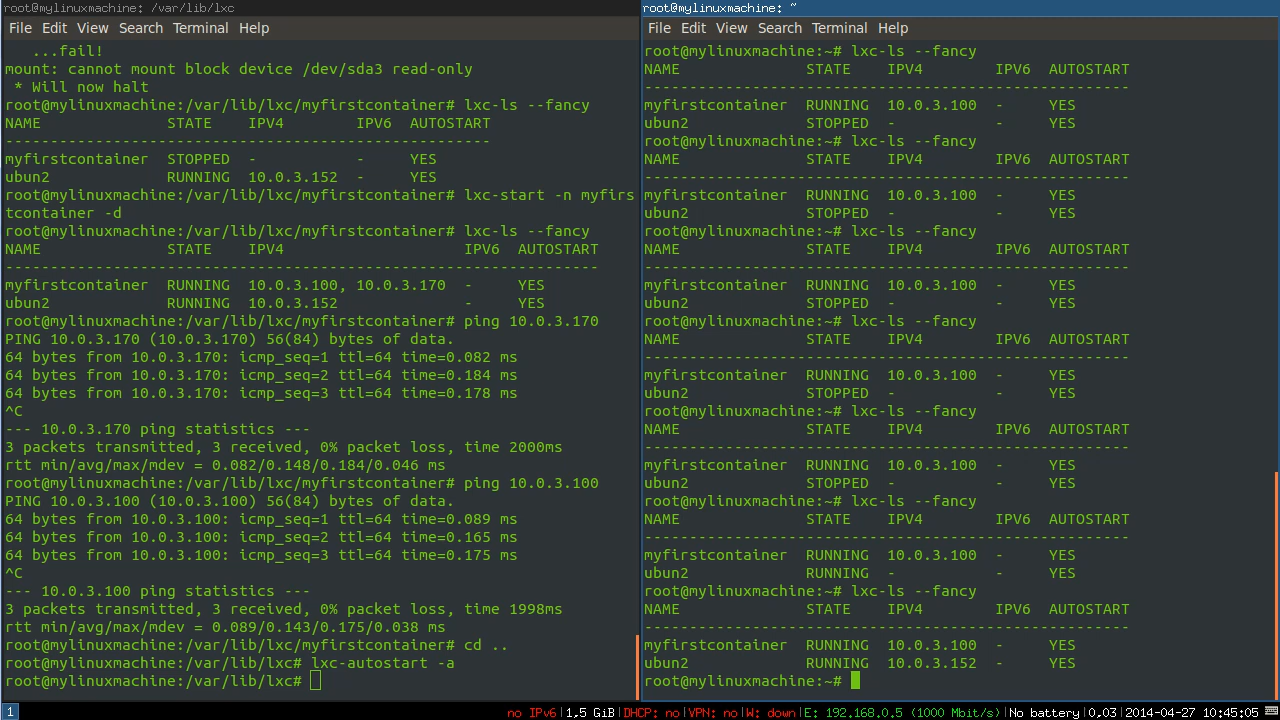 root@mylinuxmachine: /var/lib/lxc
File Edit View Search Terminal Help
...fail!
mount: cannot mount block device /dev/sda3 read-only
* Will now halt
root@mylinuxmachine:/var/lib/lxc/myfirstcontainer# lxc-ls --fancy
NAME STATE IPV4 IPV6 AUTOSTART
------------------------------------------------------
myfirstcontainer STOPPED - - YES
ubun2 RUNNING 10.0.3.152 - YES
root@mylinuxmachine:/var/lib/lxc/myfirstcontainer# lxc-start -n myfirs
tcontainer -d
root@mylinuxmachine:/var/lib/lxc/myfirstcontainer# lxc-ls --fancy
NAME STATE IPV4 IPV6 AUTOSTART
------------------------------------------------------------------
myfirstcontainer RUNNING 10.0.3.100, 10.0.3.170 - YES
ubun2 RUNNING 10.0.3.152 - YES
root@mylinuxmachine:/var/lib/lxc/myfirstcontainer# ping 10.0.3.170
PING 10.0.3.170 (10.0.3.170) 56(84) bytes of data.
64 bytes from 10.0.3.170: icmp_seq=1 ttl=64 time=0.082 ms
64 bytes from 10.0.3.170: icmp_seq=2 ttl=64 time=0.184 ms
64 bytes from 10.0.3.170: icmp_seq=3 ttl=64 time=0.178 ms
^C
--- 10.0.3.170 ping statistics ---
3 packets transmitted, 3 received, 0% packet loss, time 2000ms
rtt min/avg/max/mdev = 0.082/0.148/0.184/0.046 ms
root@mylinuxmachine:/var/lib/lxc/myfirstcontainer# ping 10.0.3.100
PING 10.0.3.100 (10.0.3.100) 56(84) bytes of data.
64 bytes from 10.0.3.100: icmp_seq=1 ttl=64 time=0.089 ms
64 bytes from 10.0.3.100: icmp_seq=2 ttl=64 time=0.165 ms
64 bytes from 10.0.3.100: icmp_seq=3 ttl=64 time=0.175 ms
^C
--- 10.0.3.100 ping statistics ---
3 packets transmitted, 3 received, 0% packet loss, time 1998ms
rtt min/avg/max/mdev = 0.089/0.143/0.175/0.038 ms
root@mylinuxmachine:/var/lib/lxc/myfirstcontainer# cd ..
root@mylinuxmachine:/var/lib/lxc# lxc-autostart -a
root@mylinuxmachine:/var/lib/lxc#
root@mylinuxmachine: ~
File Edit View Search Terminal Help
root@mylinuxmachine:~# lxc-ls --fancy
NAME STATE IPV4 IPV6 AUTOSTART
------------------------------------------------------
myfirstcontainer RUNNING 10.0.3.100 - YES
ubun2 STOPPED - - YES
root@mylinuxmachine:~# lxc-ls --fancy
NAME STATE IPV4 IPV6 AUTOSTART
------------------------------------------------------
myfirstcontainer RUNNING 10.0.3.100 - YES
ubun2 STOPPED - - YES
root@mylinuxmachine:~# lxc-ls --fancy
NAME STATE IPV4 IPV6 AUTOSTART
------------------------------------------------------
myfirstcontainer RUNNING 10.0.3.100 - YES
ubun2 STOPPED - - YES
root@mylinuxmachine:~# lxc-ls --fancy
NAME STATE IPV4 IPV6 AUTOSTART
------------------------------------------------------
myfirstcontainer RUNNING 10.0.3.100 - YES
ubun2 STOPPED - - YES
root@mylinuxmachine:~# lxc-ls --fancy
NAME STATE IPV4 IPV6 AUTOSTART
------------------------------------------------------
myfirstcontainer RUNNING 10.0.3.100 - YES
ubun2 STOPPED - - YES
root@mylinuxmachine:~# lxc-ls --fancy
NAME STATE IPV4 IPV6 AUTOSTART
------------------------------------------------------
myfirstcontainer RUNNING 10.0.3.100 - YES
ubun2 RUNNING - - YES
root@mylinuxmachine:~# lxc-ls --fancy
NAME STATE IPV4 IPV6 AUTOSTART
------------------------------------------------------
myfirstcontainer RUNNING 10.0.3.100 - YES
ubun2 RUNNING 10.0.3.152 - YES
root@mylinuxmachine:~#
1 no IPv6|1,5 GiB|DHCP: no|VPN: no|W: down|E: 192.168.0.5 (1000 Mbit/s)|No battery|0,03|2014-04-27 10:45:05